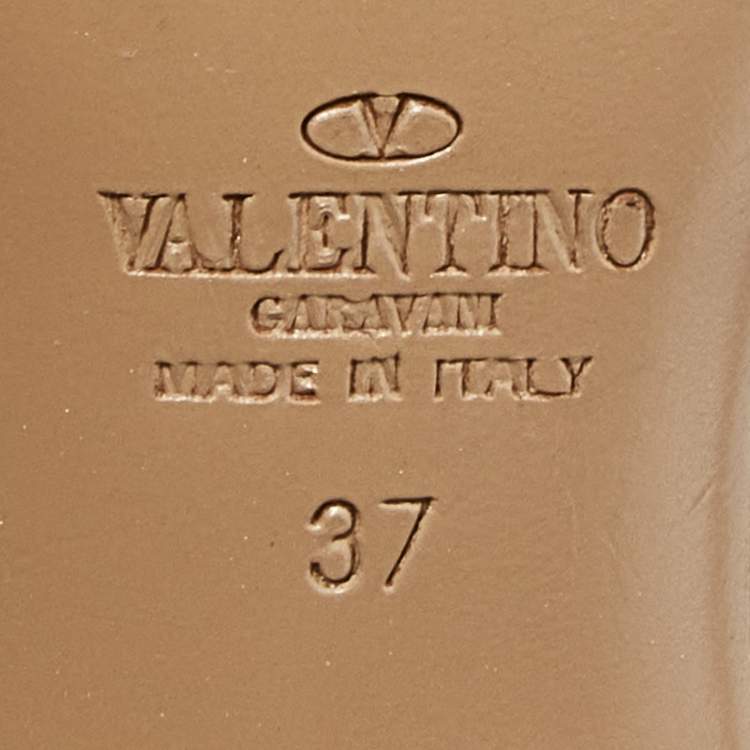 V
VALENTINO
GARAVANI
MADE IN ITALY
37